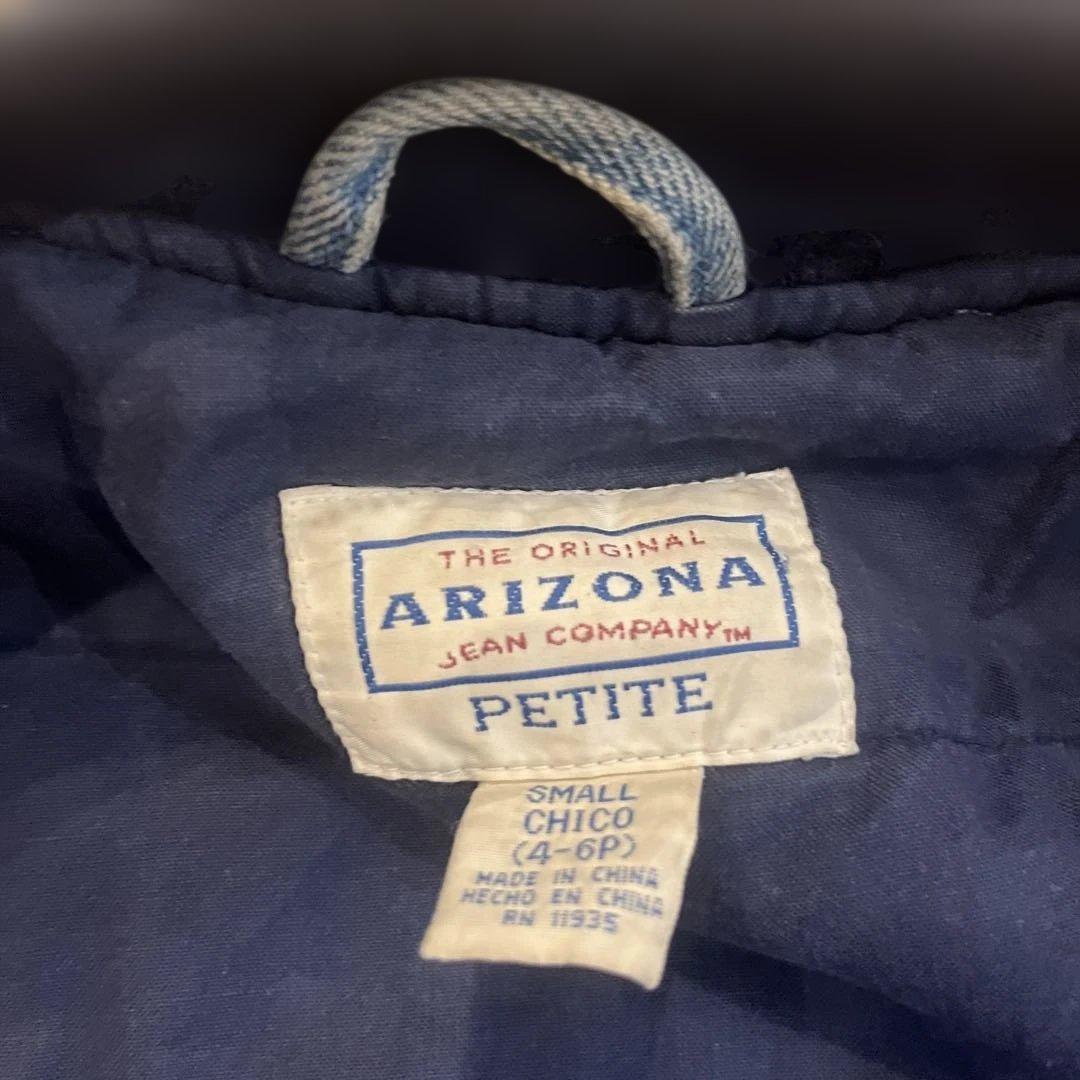 THE ORIGINAL
ARIZONA
JEAN COMPANY™
PETITE
SMALL
CHICO
(4-6P)
MADE IN CHINA
HECHO EN CHINA
RN 11935